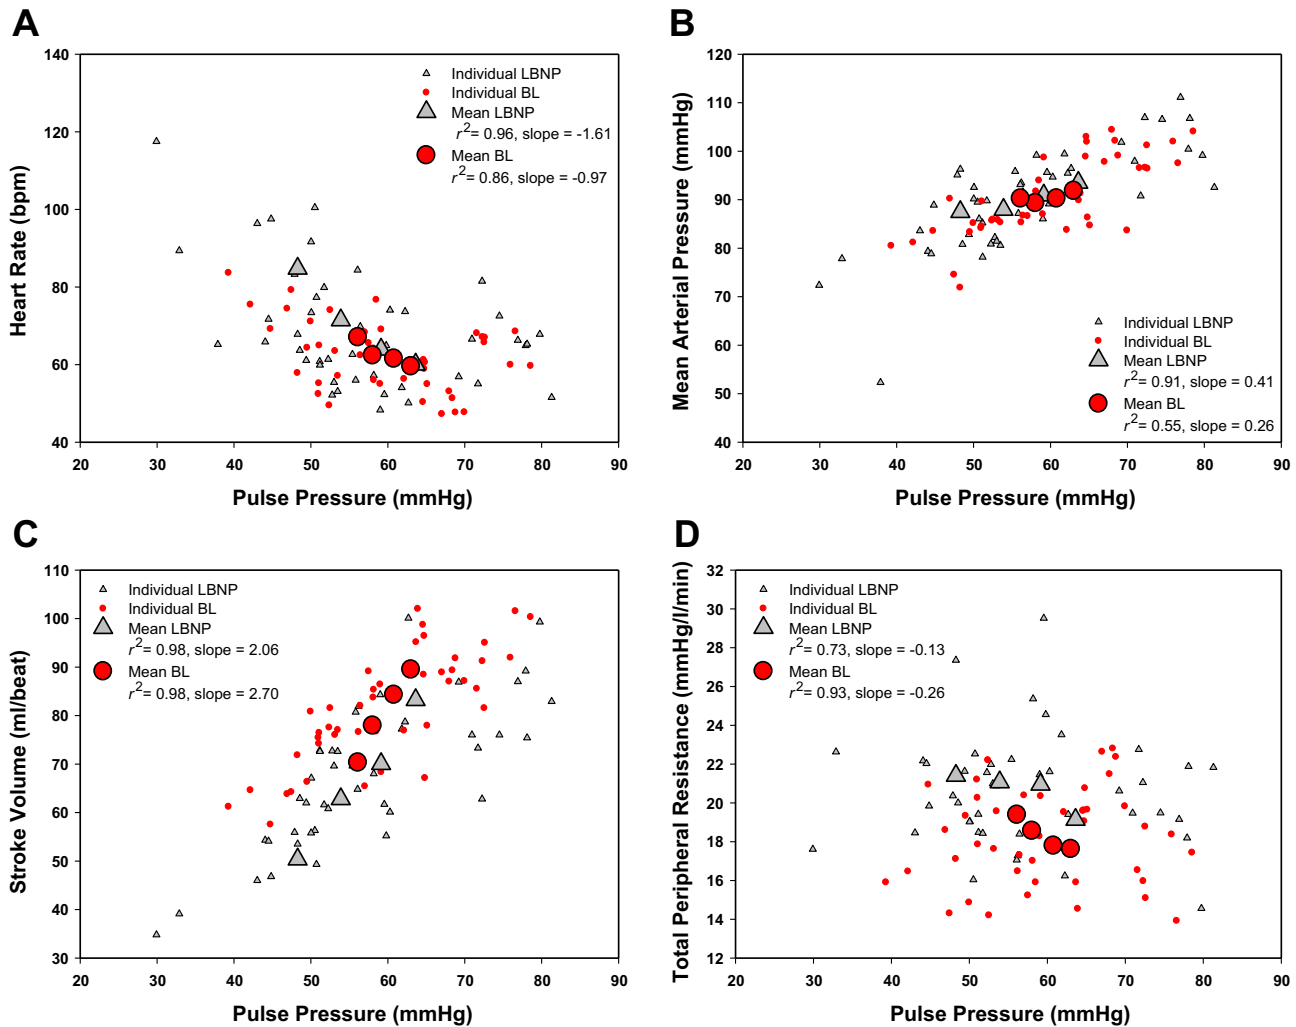 A
Heart Rate (bpm)
140
120
100
80
60
40
20 30 40 50 60 70 80 90
Pulse Pressure (mmHg)
Individual LBNP
Individual BL
Mean LBNP
r²= 0.96, slope = -1.61
Mean BL
r²= 0.86, slope = -0.97
B
Mean Arterial Pressure (mmHg)
120
110
100
90
80
70
60
50
40
20 30 40 50 60 70 80 90
Pulse Pressure (mmHg)
Individual LBNP
Individual BL
Mean LBNP
r²= 0.91, slope = 0.41
Mean BL
r²= 0.55, slope = 0.26
C
Stroke Volume (ml/beat)
110
100
90
80
70
60
50
40
30
20 30 40 50 60 70 80 90
Pulse Pressure (mmHg)
Individual LBNP
Individual BL
Mean LBNP
r²= 0.98, slope = 2.06
Mean BL
r²= 0.98, slope = 2.70
D
Total Peripheral Resistance (mmHg/l/min)
32
30
28
26
24
22
20
18
16
14
12
20 30 40 50 60 70 80 90
Pulse Pressure (mmHg)
Individual LBNP
Individual BL
Mean LBNP
r²= 0.73, slope = -0.13
Mean BL
r²= 0.93, slope = -0.26